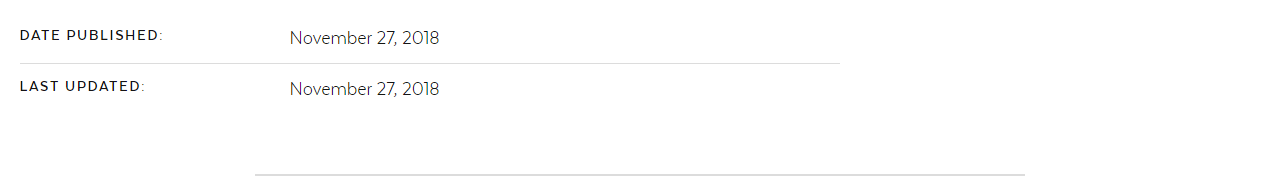 DATE PUBLISHED: November 27, 2018
LAST UPDATED: November 27, 2018